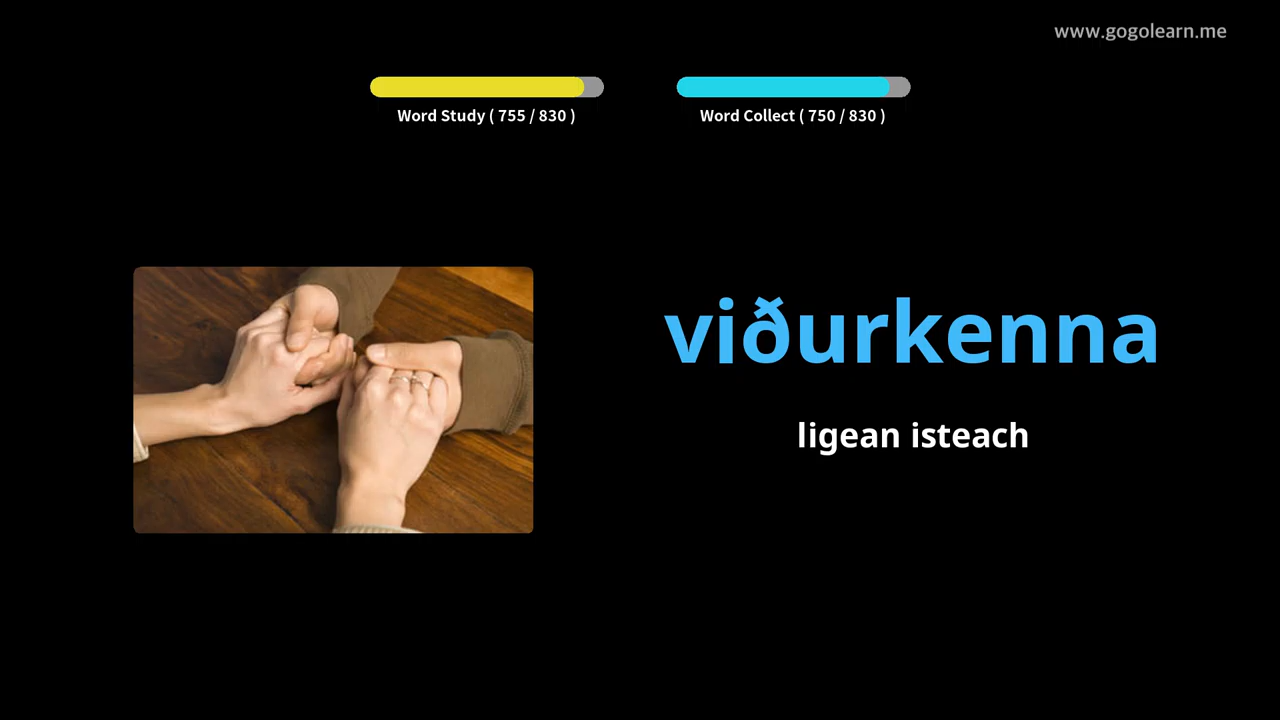 www.gogolearn.me
Word Study ( 755 / 830 )
Word Collect ( 750 / 830 )
viðurkenna
ligean isteach